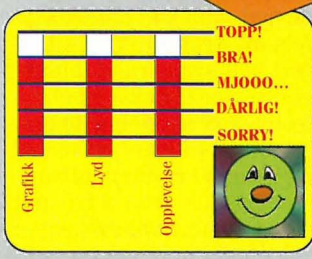 TOPP!
BRA!
MJOOO...
DÅRLIG!
SORRY!
Grafikk
Lyd
Opplevelse